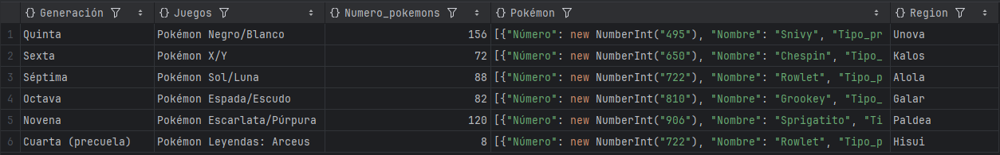 {} Generación {} Juegos {} Numero_pokemons {} Pokémon {} Region
1 Quinta Pokémon Negro/Blanco 156 [{"Número": new NumberInt("495"), "Nombre": "Snivy", "Tipo_pr Unova
2 Sexta Pokémon X/Y 72 [{"Número": new NumberInt("650"), "Nombre": "Chespin", "Tipo_ Kalos
3 Séptima Pokémon Sol/Luna 88 [{"Número": new NumberInt("722"), "Nombre": "Rowlet", "Tipo_p Alola
4 Octava Pokémon Espada/Escudo 82 [{"Número": new NumberInt("810"), "Nombre": "Grookey", "Tipo_ Galar
5 Novena Pokémon Escarlata/Púrpura 120 [{"Número": new NumberInt("906"), "Nombre": "Sprigatito", "Ti Paldea
6 Cuarta (precuela) Pokémon Leyendas: Arceus 8 [{"Número": new NumberInt("722"), "Nombre": "Rowlet", "Tipo_p Hisui